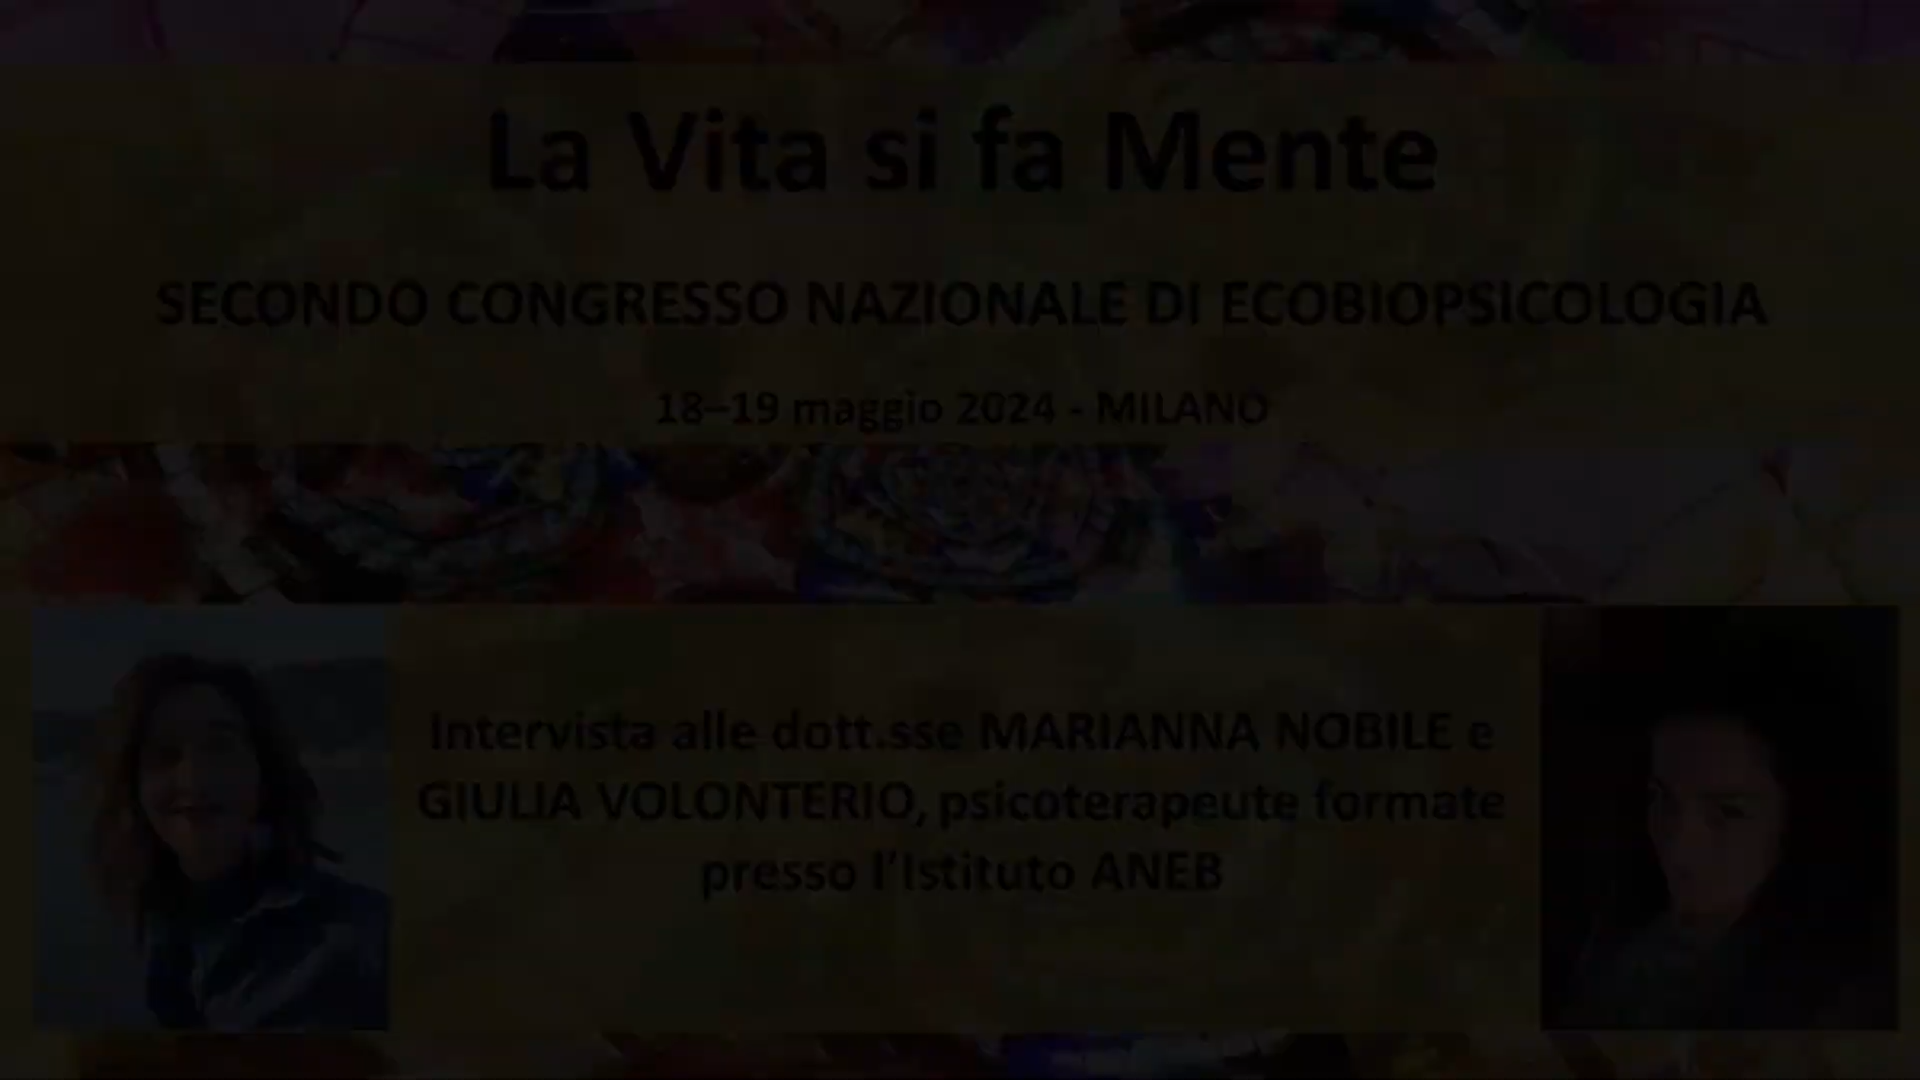 La Vita si fa Mente
SECONDO CONGRESSO NAZIONALE DI ECOBIOPSICOLOGIA
18–19 maggio 2024 - MILANO
Intervista alle dott.sse MARIANNA NOBILE e
GIULIA VOLONTERIO, psicoterapeute formate
presso l'Istituto ANEB